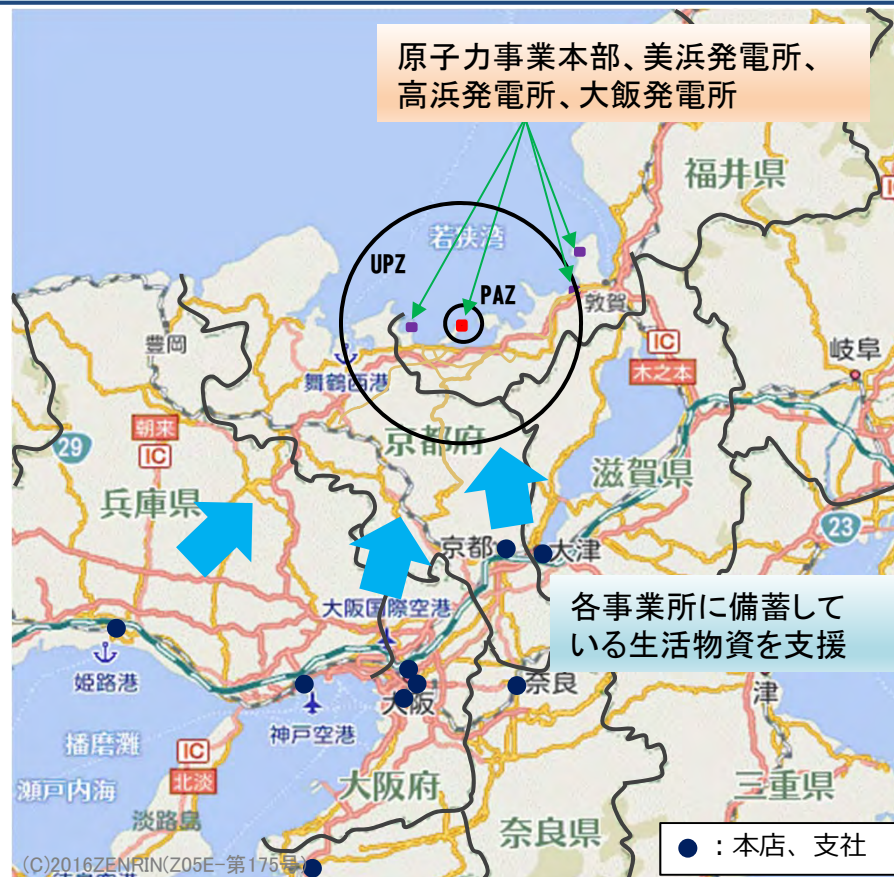 原子力事業本部、美浜発電所、
高浜発電所、大飯発電所
福井県
若狭湾
UPZ
PAZ
敦賀
豊岡
舞鶴西港
IC
木之本
岐阜
朝来
IC
29
京都府
滋賀県
兵庫県
23
京都
大津
大阪国際空港
各事業所に備蓄して
いる生活物資を支援
姫路港
奈良
大阪
津
神戸空港
播磨灘
IC
北淡
瀬戸内海
大阪府
三重県
淡路島
奈良県
●：本店、支社
(C)2016ZENRIN(Z05E-第175号)